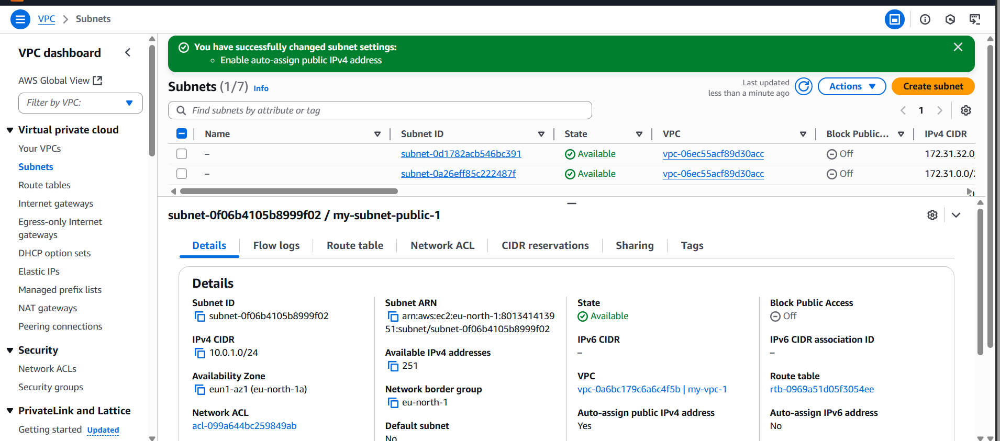 VPC > Subnets
VPC dashboard
AWS Global View
Filter by VPC:
Virtual private cloud
Your VPCs
Subnets
Route tables
Internet gateways
Egress-only Internet
gateways
DHCP option sets
Elastic IPs
Managed prefix lists
NAT gateways
Peering connections
Security
Network ACLs
Security groups
PrivateLink and Lattice
Getting started Updated
You have successfully changed subnet settings:
Enable auto-assign public IPv4 address
Subnets (1/7) Info
Last updated
less than a minute ago
Actions
Create subnet
Find subnets by attribute or tag
1
Name Subnet ID State VPC Block Public... IPv4 CIDR
– subnet-0d1782acb546bc391 Available vpc-06ec55acf89d30acc Off 172.31.32.0
– subnet-0a26eff85c222487f Available vpc-06ec55acf89d30acc Off 172.31.0.0/
subnet-0f06b4105b8999f02 / my-subnet-public-1
Details Flow logs Route table Network ACL CIDR reservations Sharing Tags
Details
Subnet ID
subnet-0f06b4105b8999f02
IPv4 CIDR
10.0.1.0/24
Availability Zone
eun1-az1 (eu-north-1a)
Network ACL
acl-099a644bc259849ab
Subnet ARN
arn:aws:ec2:eu-north-1:8013414139
51:subnet/subnet-0f06b4105b8999f02
Available IPv4 addresses
251
Network border group
eu-north-1
Default subnet
No
State
Available
IPv6 CIDR
–
VPC
vpc-0a6bc179c6a6c4f5b | my-vpc-1
Auto-assign public IPv4 address
Yes
Block Public Access
Off
IPv6 CIDR association ID
–
Route table
rtb-0969a51d05f3054ee
Auto-assign IPv6 address
No